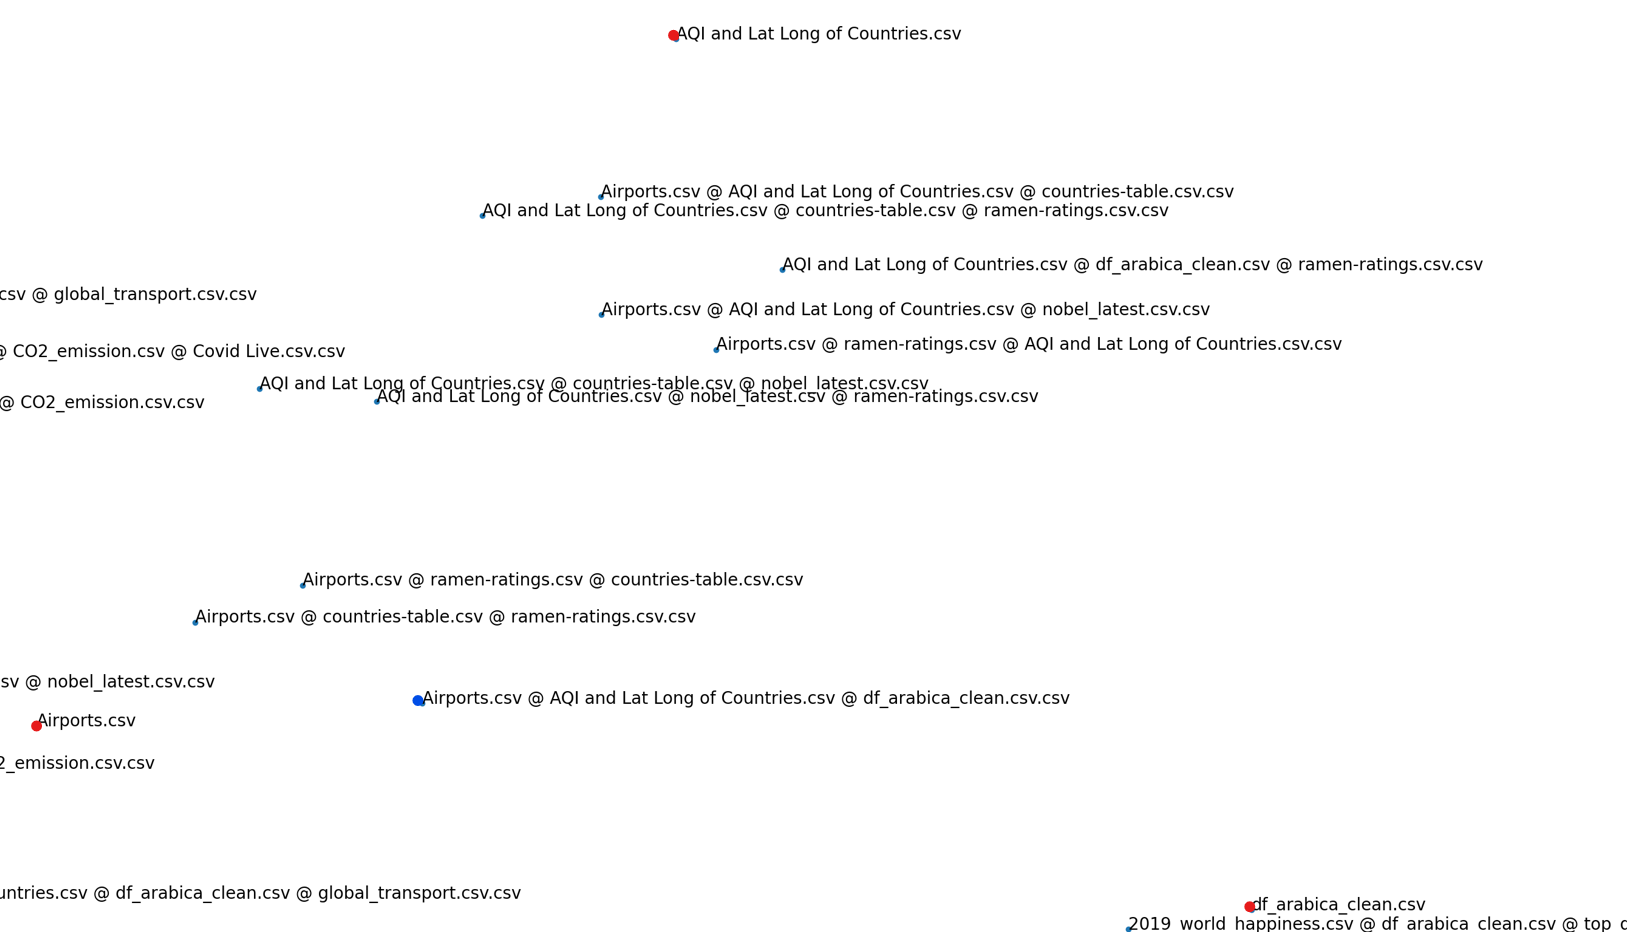 AQI and Lat Long of Countries.csv
Airports.csv @ AQI and Lat Long of Countries.csv @ countries-table.csv.csv
AQI and Lat Long of Countries.csv @ countries-table.csv @ ramen-ratings.csv.csv
AQI and Lat Long of Countries.csv @ df_arabica_clean.csv @ ramen-ratings.csv.csv
csv @ global_transport.csv.csv
Airports.csv @ AQI and Lat Long of Countries.csv @ nobel_latest.csv.csv
Airports.csv @ ramen-ratings.csv @ AQI and Lat Long of Countries.csv.csv
@ CO2_emission.csv @ Covid Live.csv.csv
AQI and Lat Long of Countries.csv @ countries-table.csv @ nobel_latest.csv.csv
AQI and Lat Long of Countries.csv @ nobel_latest.csv @ ramen-ratings.csv.csv
@ CO2_emission.csv.csv
Airports.csv @ ramen-ratings.csv @ countries-table.csv.csv
Airports.csv @ countries-table.csv @ ramen-ratings.csv.csv
sv @ nobel_latest.csv.csv
Airports.csv @ AQI and Lat Long of Countries.csv @ df_arabica_clean.csv.csv
Airports.csv
2_emission.csv.csv
untries.csv @ df_arabica_clean.csv @ global_transport.csv.csv
df_arabica_clean.csv
2019_world_happiness.csv @ df_arabica_clean.csv @ top_